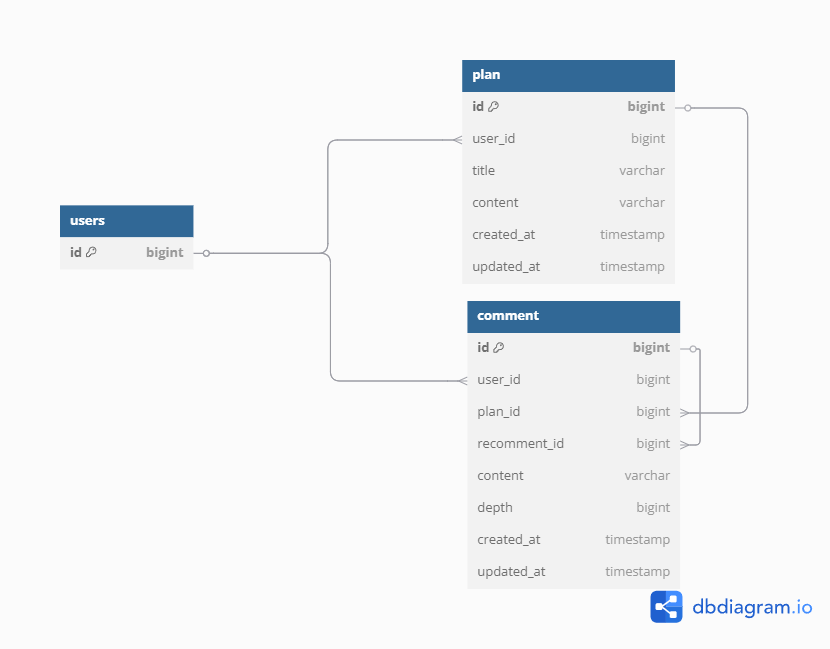 users
id bigint
plan
id bigint
user_id bigint
title varchar
content varchar
created_at timestamp
updated_at timestamp
comment
id bigint
user_id bigint
plan_id bigint
recomment_id bigint
content varchar
depth bigint
created_at timestamp
updated_at timestamp
dbdiagram.io